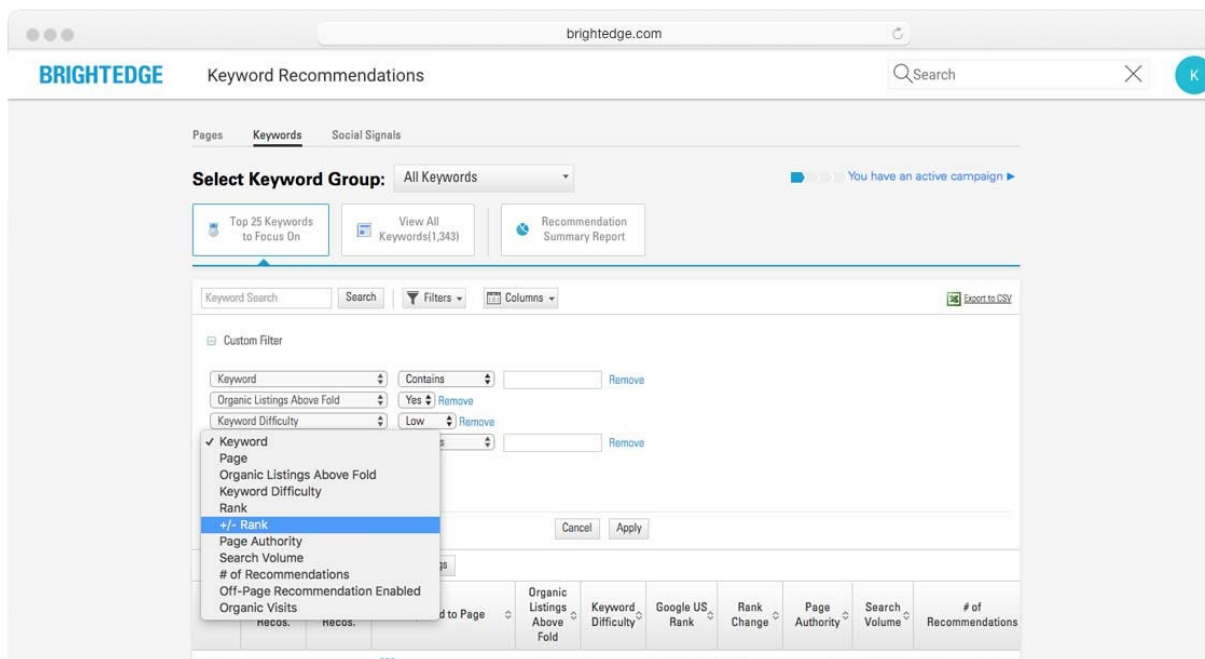 brightedge.com
BRIGHTEDGE
Keyword Recommendations
Search
K
Pages
Keywords
Social Signals
Select Keyword Group:
All Keywords
You have an active campaign
Top 25 Keywords
to Focus On
View All
Keywords(1,343)
Recommendation
Summary Report
Keyword Search
Search
Filters
Columns
Export to CSV
Custom Filter
Keyword
Contains
Remove
Organic Listings Above Fold
Yes
Remove
Keyword Difficulty
Low
Remove
✓ Keyword
s
Remove
Page
Organic Listings Above Fold
Keyword Difficulty
Rank
+/- Rank
Page Authority
Search Volume
# of Recommendations
Off-Page Recommendation Enabled
Organic Visits
Cancel
Apply
gs
Recos.
Recos.
d to Page
Organic
Listings
Above
Fold
Keyword
Difficulty
Google US
Rank
Rank
Change
Page
Authority
Search
Volume
# of
Recommendations